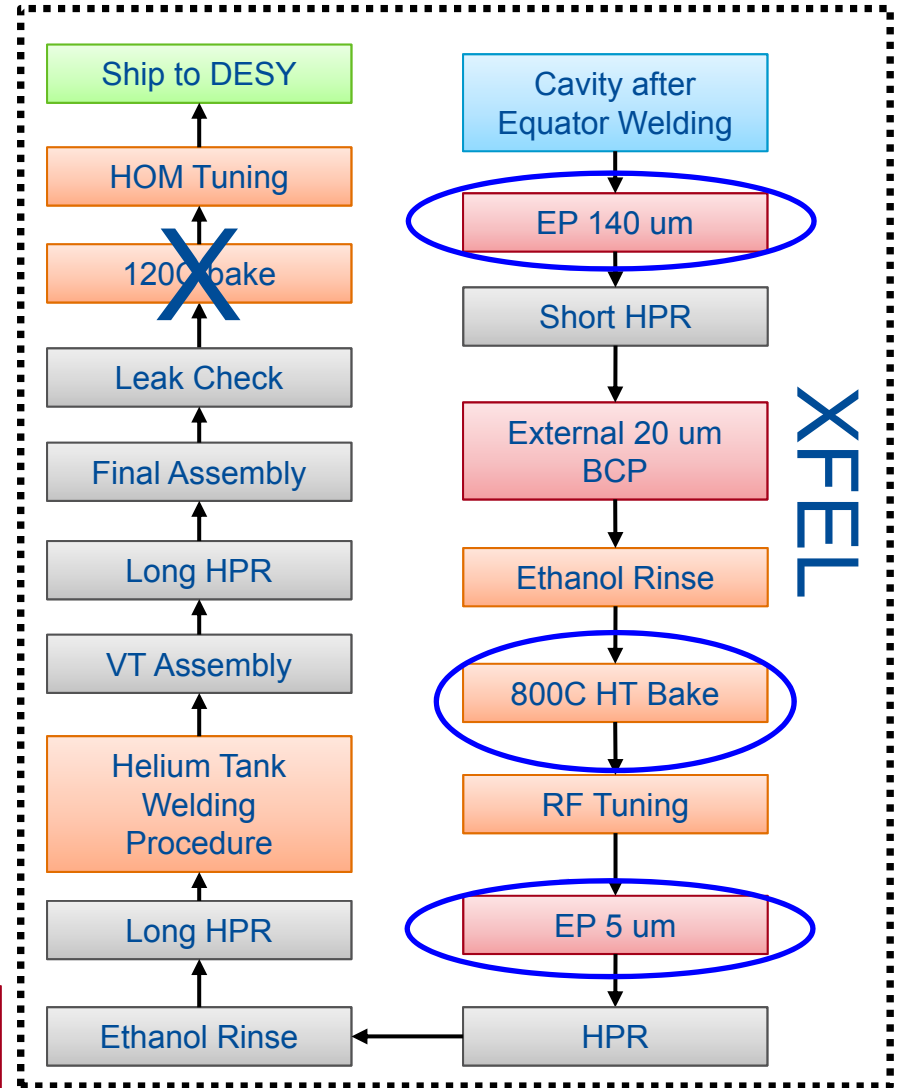 Cavity after
Equator Welding
EP 140 um
Short HPR
External 20 um
BCP
Ethanol Rinse
800C HT Bake
RF Tuning
EP 5 um
HPR
Ethanol Rinse
Long HPR
Helium Tank
Welding
Procedure
VT Assembly
Long HPR
Final Assembly
Leak Check
120C bake
X
HOM Tuning
Ship to DESY
XFEL